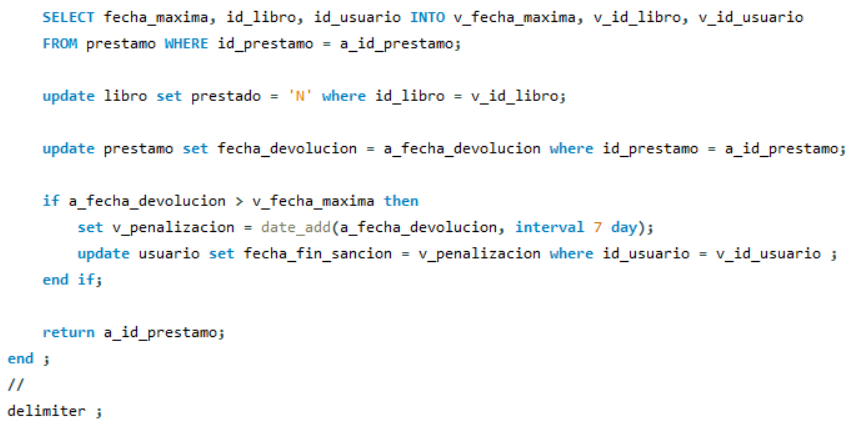 SELECT fecha_maxima, id_libro, id_usuario INTO v_fecha_maxima, v_id_libro, v_id_usuario
FROM prestamo WHERE id_prestamo = a_id_prestamo;
update libro set prestado = 'N' where id_libro = v_id_libro;
update prestamo set fecha_devolucion = a_fecha_devolucion where id_prestamo = a_id_prestamo;
if a_fecha_devolucion > v_fecha_maxima then
set v_penalizacion = date_add(a_fecha_devolucion, interval 7 day);
update usuario set fecha_fin_sancion = v_penalizacion where id_usuario = v_id_usuario ;
end if;
return a_id_prestamo;
end ;
//
delimiter ;